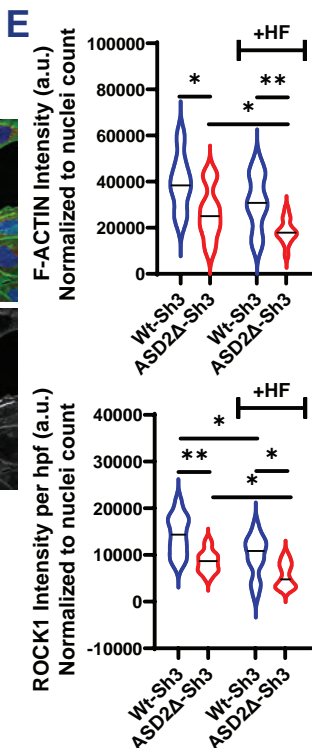 E
+HF
F-ACTIN Intensity (a.u.)
Normalized to nuclei count
100000
80000
60000
40000
20000
0
*
**
*
Wt-Sh3
ASD2Δ-Sh3
Wt-Sh3
ASD2Δ-Sh3
+HF
ROCK1 Intensity per hpf (a.u.)
Normalized to nuclei count
40000
30000
20000
10000
0
-10000
*
**
*
*
Wt-Sh3
ASD2Δ-Sh3
Wt-Sh3
ASD2Δ-Sh3